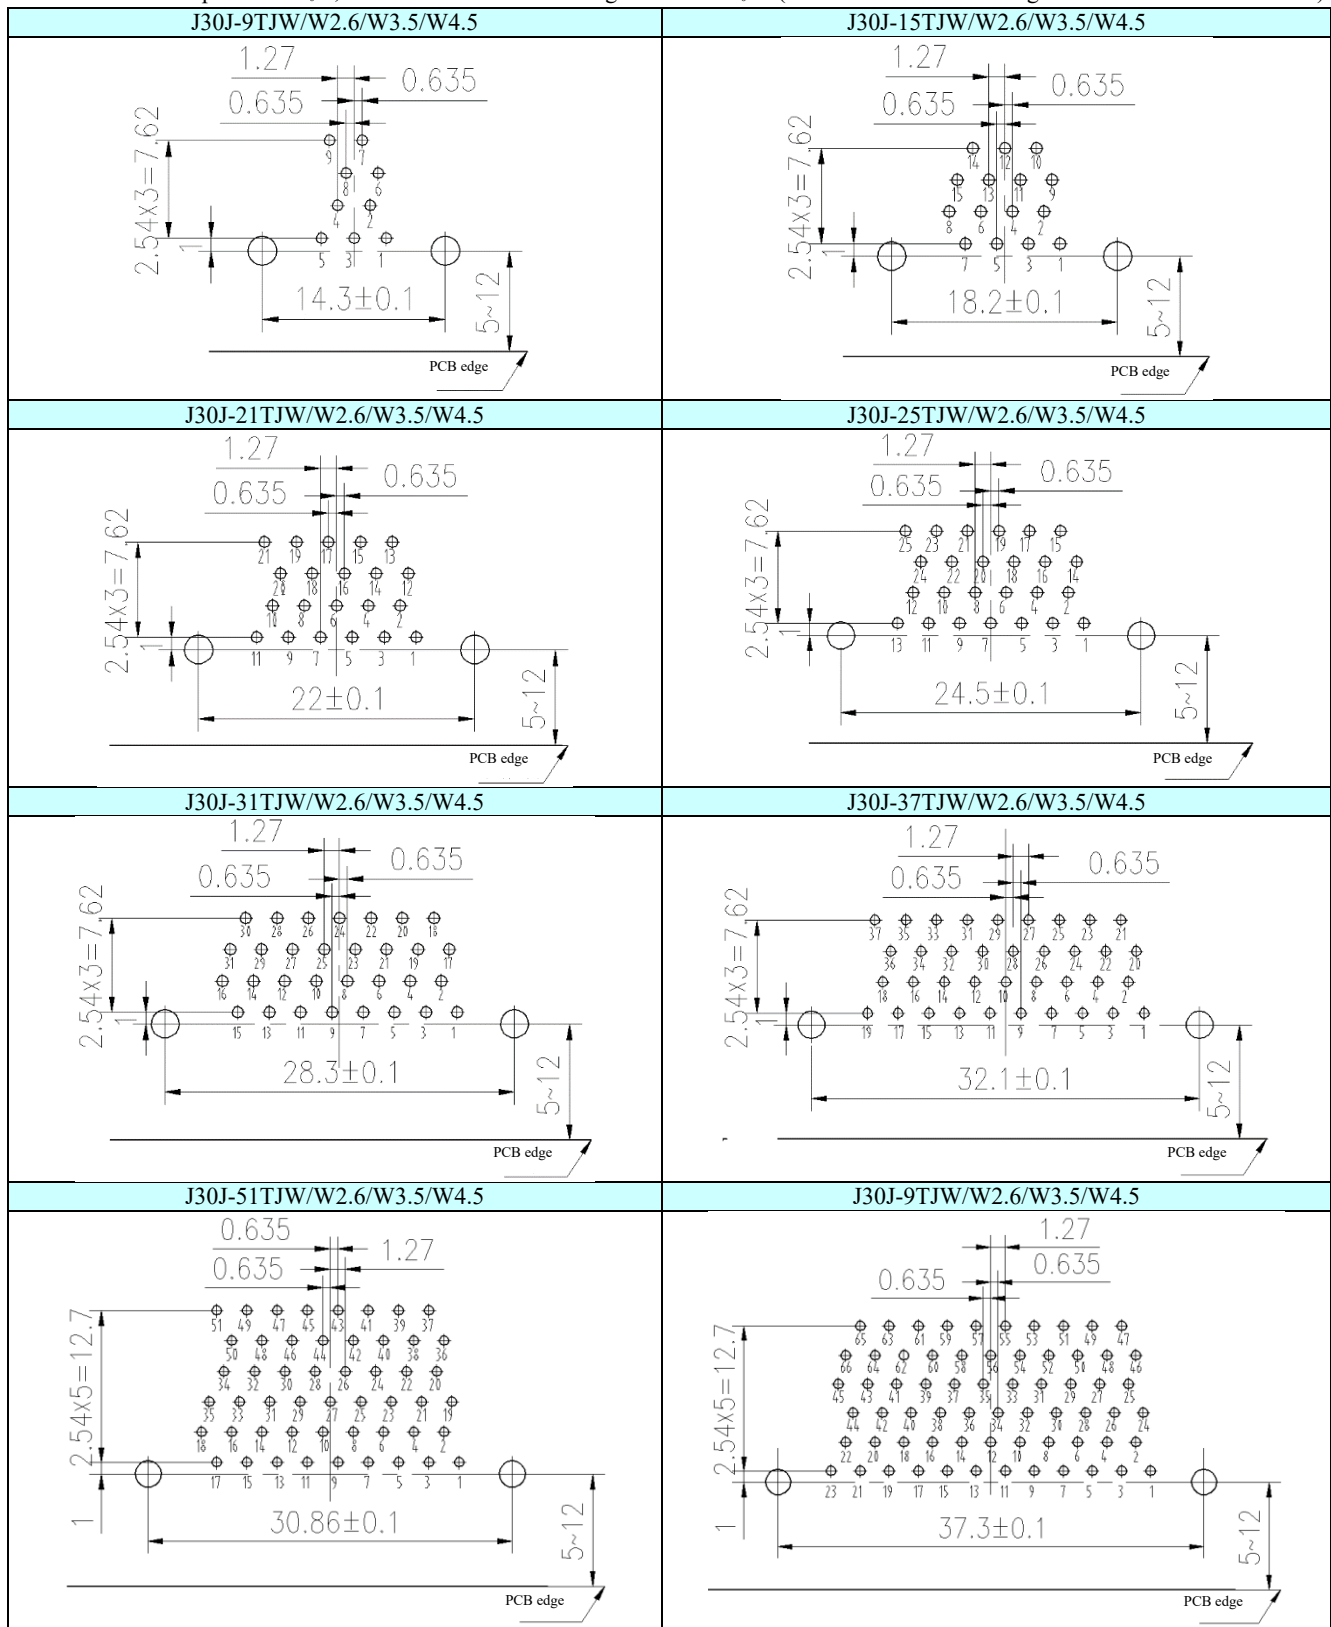 J30J-9TJW/W2.6/W3.5/W4.5
1.27
0.635
0.635
2.54x3=7.62
1
9 7
8 6
4 2
5 3 1
14.3±0.1
5~12
PCB edge
J30J-15TJW/W2.6/W3.5/W4.5
1.27
0.635
0.635
2.54x3=7.62
1
14 12 10
15 13 11 9
8 6 4 2
7 5 3 1
18.2±0.1
5~12
PCB edge
J30J-21TJW/W2.6/W3.5/W4.5
1.27
0.635
0.635
2.54x3=7.62
1
21 19 17 15 13
20 18 16 14 12
10 8 6 4 2
11 9 7 5 3 1
22±0.1
5~12
PCB edge
J30J-25TJW/W2.6/W3.5/W4.5
1.27
0.635
0.635
2.54x3=7.62
1
25 23 21 19 17 15
24 22 20 18 16 14
12 10 8 6 4 2
13 11 9 7 5 3 1
24.5±0.1
5~12
PCB edge
J30J-31TJW/W2.6/W3.5/W4.5
1.27
0.635
0.635
2.54x3=7.62
1
30 28 26 24 22 20 18
31 29 27 25 23 21 19 17
16 14 12 10 8 6 4 2
15 13 11 9 7 5 3 1
28.3±0.1
5~12
PCB edge
J30J-37TJW/W2.6/W3.5/W4.5
1.27
0.635
0.635
2.54x3=7.62
1
37 35 33 31 29 27 25 23 21
36 34 32 30 28 26 24 22 20
18 16 14 12 10 8 6 4 2
19 17 15 13 11 9 7 5 3 1
32.1±0.1
5~12
PCB edge
J30J-51TJW/W2.6/W3.5/W4.5
0.635
1.27
0.635
2.54x5=12.7
1
51 49 47 45 43 41 39 37
50 48 46 44 42 40 38 36
34 32 30 28 26 24 22 20
35 33 31 29 27 25 23 21 19
18 16 14 12 10 8 6 4 2
17 15 13 11 9 7 5 3 1
30.86±0.1
5~12
PCB edge
J30J-9TJW/W2.6/W3.5/W4.5
1.27
0.635
0.635
2.54x5=12.7
1
65 63 61 59 57 55 53 51 49 47
66 64 62 60 58 56 54 52 50 48 46
45 43 41 39 37 35 33 31 29 27 25
44 42 40 38 36 34 32 30 28 26 24
22 20 18 16 14 12 10 8 6 4 2
23 21 19 17 15 13 11 9 7 5 3 1
37.3±0.1
5~12
PCB edge